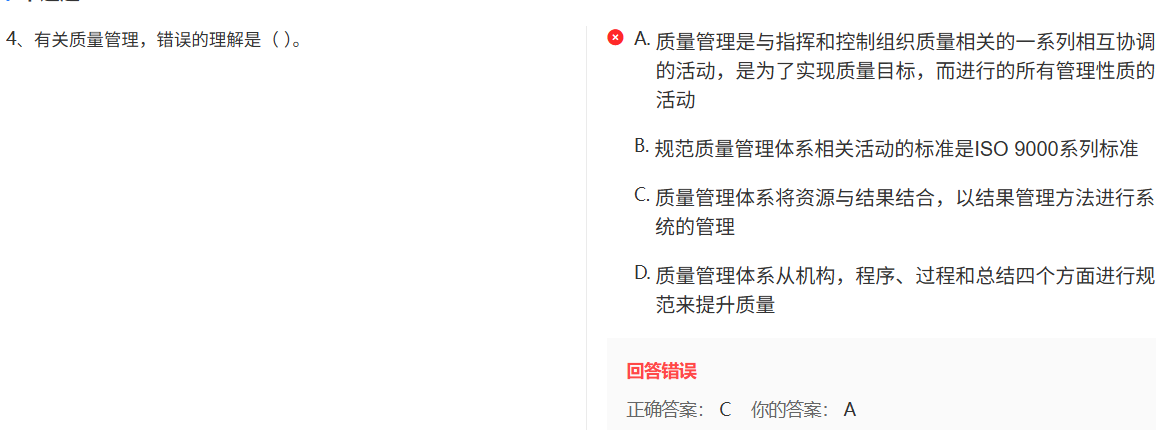 4、有关质量管理，错误的理解是（ ）。
A. 质量管理是与指挥和控制组织质量相关的一系列相互协调
的活动，是为了实现质量目标，而进行的所有管理性质的
活动
B. 规范质量管理体系相关活动的标准是ISO 9000系列标准
C. 质量管理体系将资源与结果结合，以结果管理方法进行系
统的管理
D. 质量管理体系从机构，程序、过程和总结四个方面进行规
范来提升质量
回答错误
正确答案： C 你的答案： A